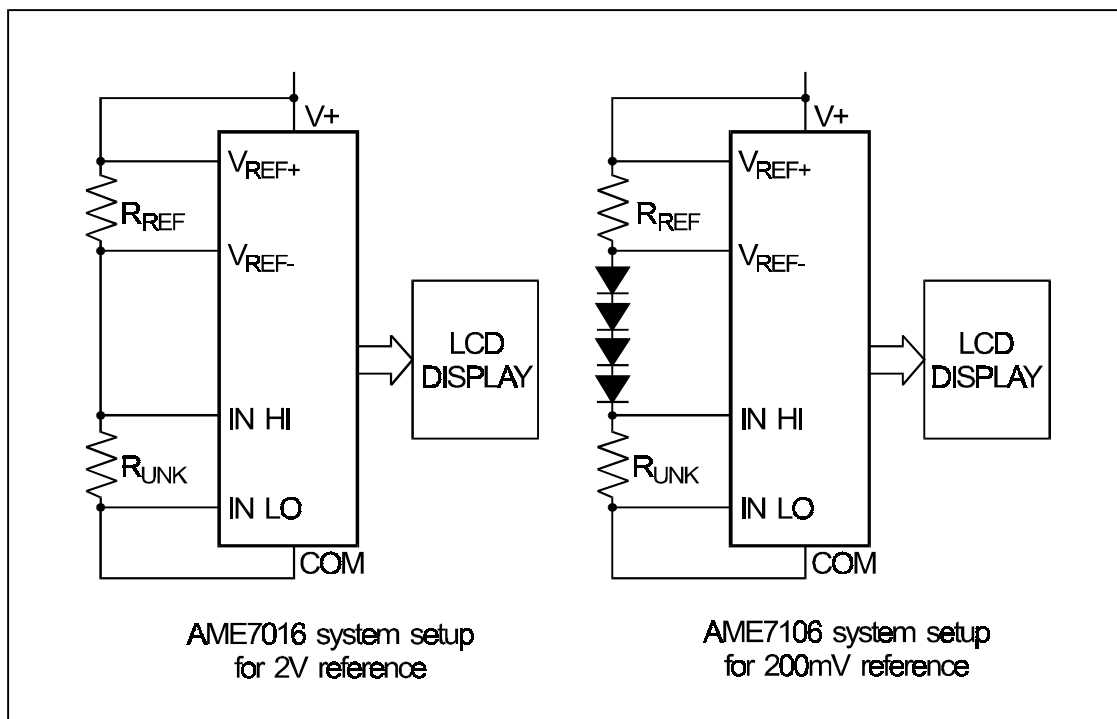 V+
VREF+
RREF
VREF-
LCD
DISPLAY
IN HI
RUNK
IN LO
COM
AME7016 system setup
for 2V reference
V+
VREF+
RREF
VREF-
LCD
DISPLAY
IN HI
RUNK
IN LO
COM
AME7106 system setup
for 200mV reference